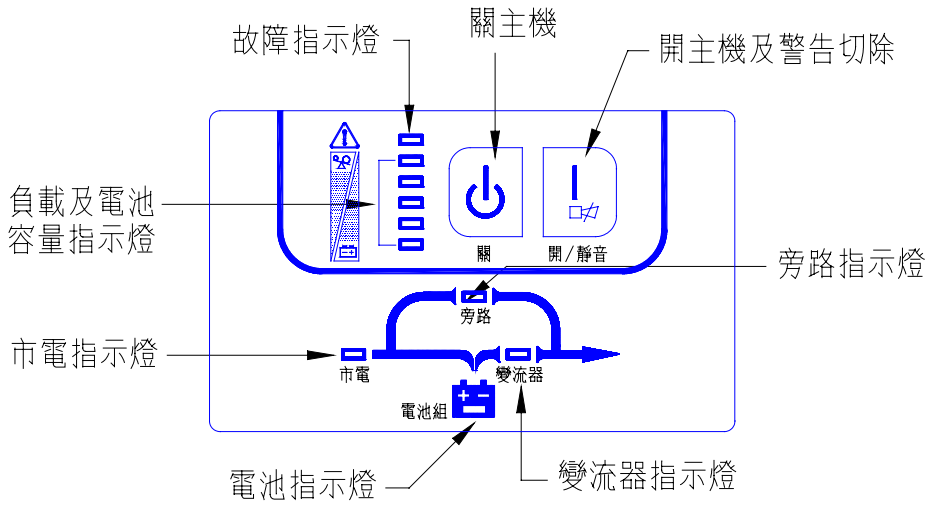 關主機
故障指示燈
開主機及警告切除
負載及電池
容量指示燈
關
開/靜音
旁路指示燈
旁路
市電指示燈
市電
變流器
電池組
電池指示燈
變流器指示燈